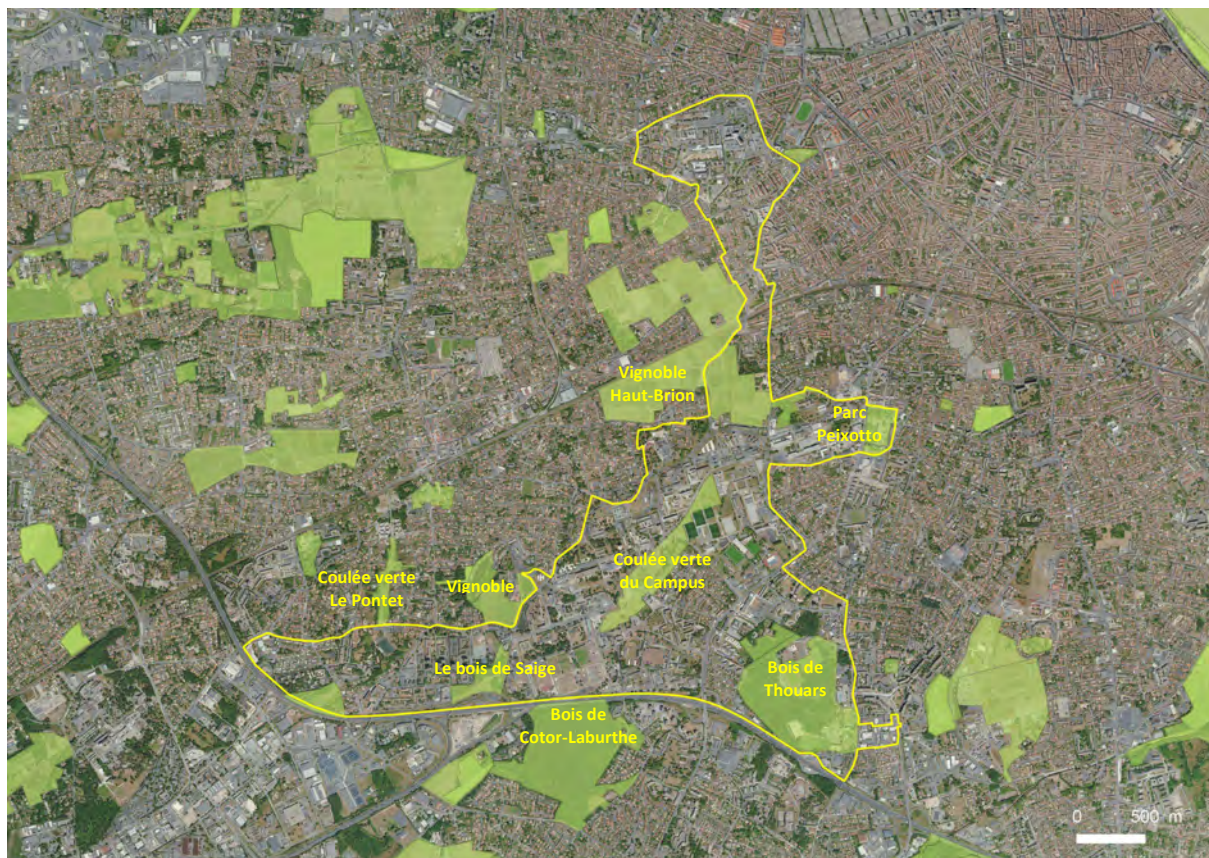 Vignoble
Haut-Brion
Parc
Peixotto
Coulée verte
du Campus
Coulée verte
Le Pontet
Vignoble
Le bois de Saige
Bois de
Thouars
Bois de
Cotor-Laburthe
0 500 m